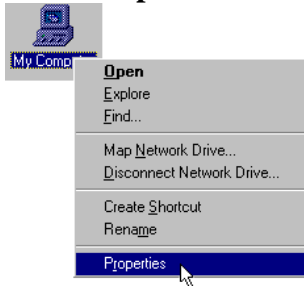 My Comp
Open
Explore
Find...
Map Network Drive...
Disconnect Network Drive...
Create Shortcut
Rename
Properties